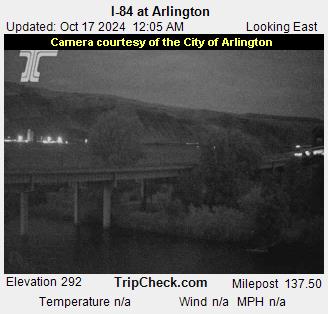 I-84 at Arlington
Updated: Oct 17 2024 12:05 AM Looking East
Camera courtesy of the City of Arlington
Elevation 292 TripCheck.com Milepost 137.50
Temperature n/a Wind n/a MPH n/a